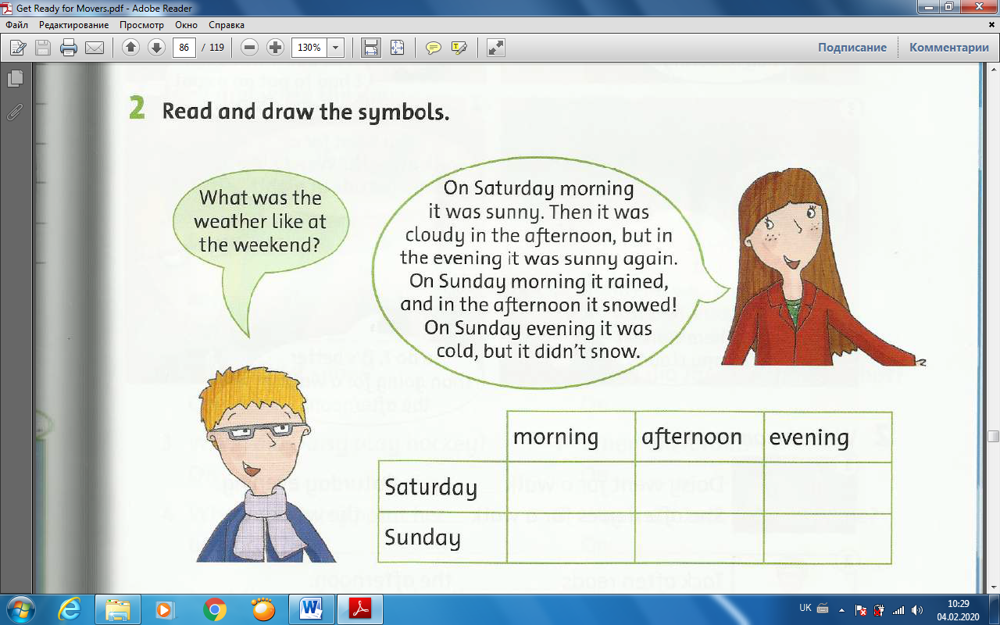 Get Ready for Movers.pdf - Adobe Reader
Файл Редактирование Просмотр Окно Справка
86 / 119 130% Подписание Комментарии
2 Read and draw the symbols.
What was the
weather like at
the weekend?
On Saturday morning
it was sunny. Then it was
cloudy in the afternoon, but in
the evening it was sunny again.
On Sunday morning it rained,
and in the afternoon it snowed!
On Sunday evening it was
cold, but it didn't snow.
morning afternoon evening
Saturday
Sunday
UK 10:29
04.02.2020